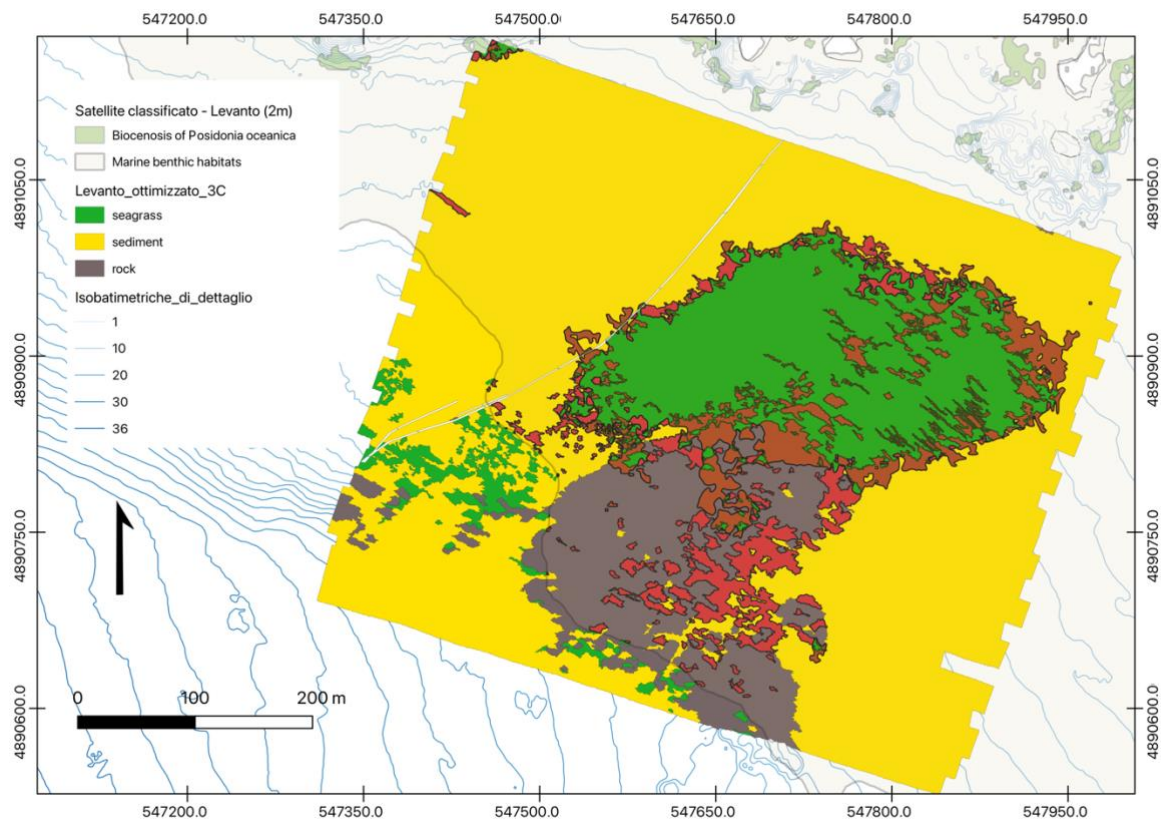 547200.0 547350.0 547500.0 547650.0 547800.0 547950.0
Satellite classificato - Levanto (2m)
Biocenosis of Posidonia oceanica
Marine benthic habitats
Levanto_ottimizzato_3C
seagrass
sediment
rock
Isobatimetriche_di_dettaglio
1
10
20
30
36
4891050.0
4890900.0
4890750.0
4890600.0
4891050.0
4890900.0
4890750.0
4890600.0
0 100 200 m
547200.0 547350.0 547500.0 547650.0 547800.0 547950.0